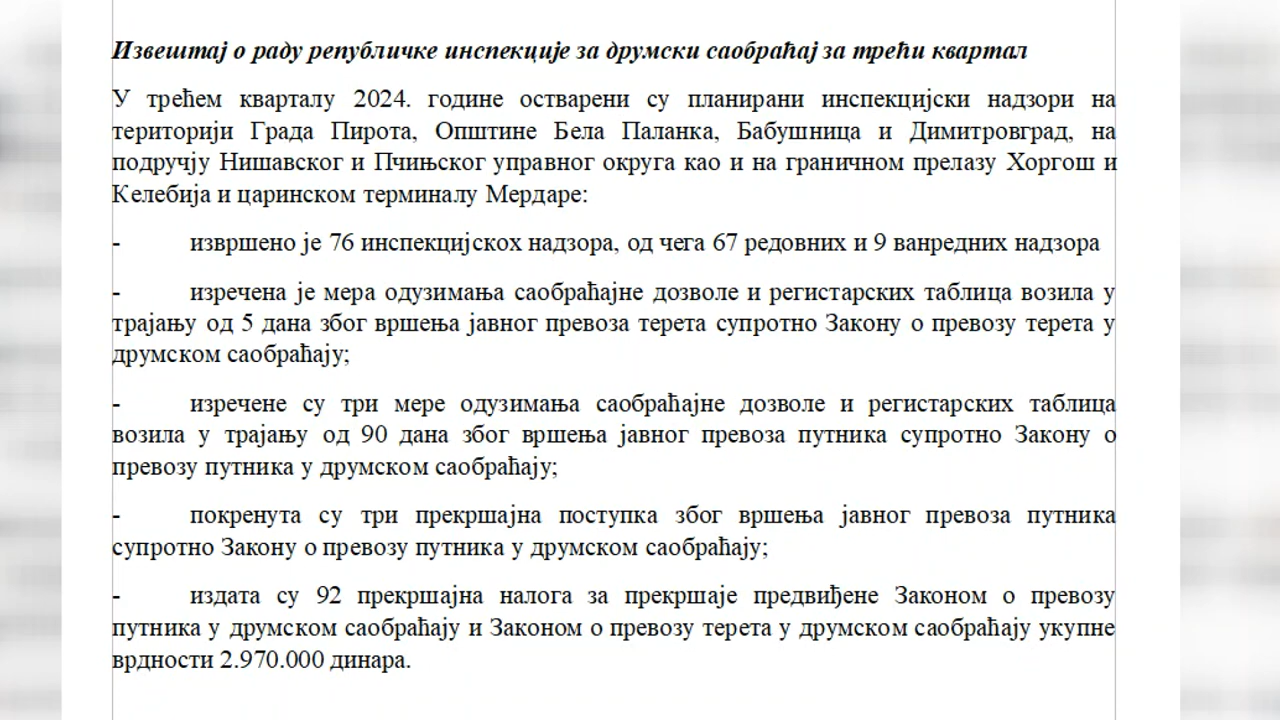 Извештај о раду републичке инспекције за друмски саобраћај за трећи квартал
У трећем кварталу 2024. године остварени су планирани инспекцијски надзори на
територији Града Пирота, Општине Бела Паланка, Бабушница и Димитровград, на
подручју Нишавског и Пчињског управног округа као и на граничном прелазу Хоргош и
Келебија и царинском терминалу Мердаре:
- извршено је 76 инспекцијскох надзора, од чега 67 редовних и 9 ванредних надзора
- изречена је мера одузимања саобраћајне дозволе и регистарских таблица возила у
трајању од 5 дана због вршења јавног превоза терета супротно Закону о превозу терета у
друмском саобраћају;
- изречене су три мере одузимања саобраћајне дозволе и регистарских таблица
возила у трајању од 90 дана због вршења јавног превоза путника супротно Закону о
превозу путника у друмском саобраћају;
- покренута су три прекршајна поступка због вршења јавног превоза путника
супротно Закону о превозу путника у друмском саобраћају;
- издата су 92 прекршајна налога за прекршаје предвиђене Законом о превозу
путника у друмском саобраћају и Законом о превозу терета у друмском саобраћају укупне
врдности 2.970.000 динара.